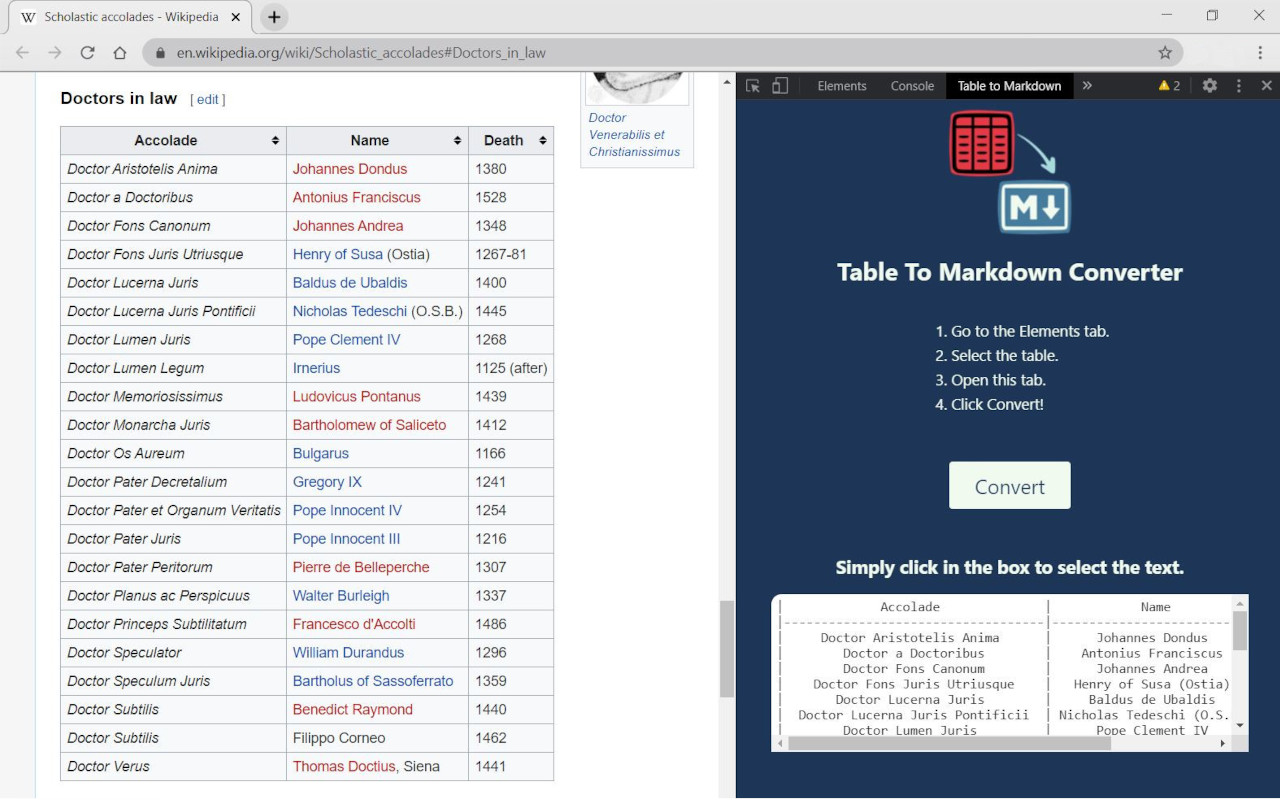 Scholastic accolades - Wikipedia
en.wikipedia.org/wiki/Scholastic_accolades#Doctors_in_law
Doctors in law [ edit ]
Accolade Name Death
Doctor Aristotelis Anima Johannes Dondus 1380
Doctor a Doctoribus Antonius Franciscus 1528
Doctor Fons Canonum Johannes Andrea 1348
Doctor Fons Juris Utriusque Henry of Susa (Ostia) 1267-81
Doctor Lucerna Juris Baldus de Ubaldis 1400
Doctor Lucerna Juris Pontificii Nicholas Tedeschi (O.S.B.) 1445
Doctor Lumen Juris Pope Clement IV 1268
Doctor Lumen Legum Irnerius 1125 (after)
Doctor Memoriosissimus Ludovicus Pontanus 1439
Doctor Monarcha Juris Bartholomew of Saliceto 1412
Doctor Os Aureum Bulgarus 1166
Doctor Pater Decretalium Gregory IX 1241
Doctor Pater et Organum Veritatis Pope Innocent IV 1254
Doctor Pater Juris Pope Innocent III 1216
Doctor Pater Peritorum Pierre de Belleperche 1307
Doctor Planus ac Perspicuus Walter Burleigh 1337
Doctor Princeps Subtilitatum Francesco d'Accolti 1486
Doctor Speculator William Durandus 1296
Doctor Speculum Juris Bartholus of Sassoferrato 1359
Doctor Subtilis Benedict Raymond 1440
Doctor Subtilis Filippo Corneo 1462
Doctor Verus Thomas Doctius, Siena 1441
Doctor
Venerabilis et
Christianissimus
Elements Console Table to Markdown » 2
M
Table To Markdown Converter
1. Go to the Elements tab.
2. Select the table.
3. Open this tab.
4. Click Convert!
Convert
Simply click in the box to select the text.
| Accolade | Name
|----------------------------------|-----------------------
| Doctor Aristotelis Anima | Johannes Dondus
| Doctor a Doctoribus | Antonius Franciscus
| Doctor Fons Canonum | Johannes Andrea
| Doctor Fons Juris Utriusque | Henry of Susa (Ostia)
| Doctor Lucerna Juris | Baldus de Ubaldis
| Doctor Lucerna Juris Pontificii | Nicholas Tedeschi (O.S.
| Doctor Lumen Juris | Pope Clement IV